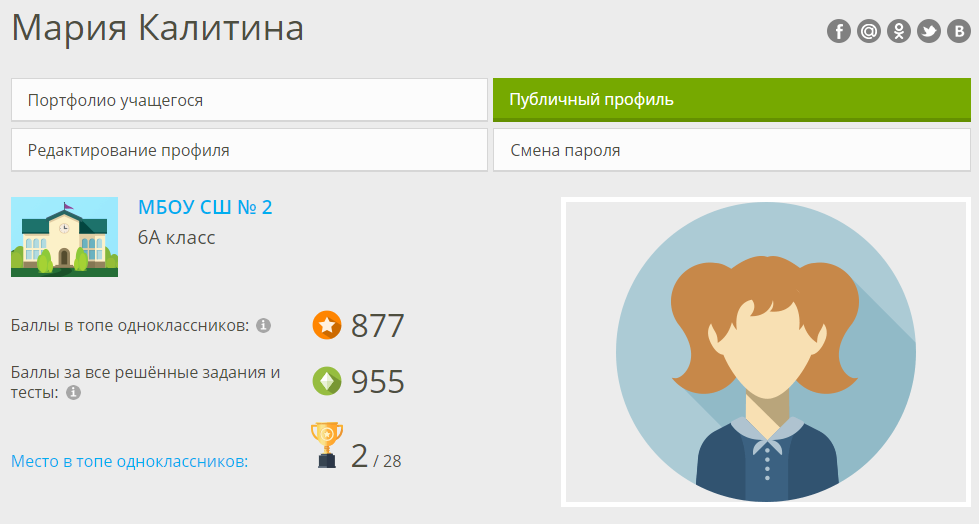 Мария Калитина
Портфолио учащегося
Публичный профиль
Редактирование профиля
Смена пароля
МБОУ СШ № 2
6А класс
Баллы в топе одноклассников:
877
Баллы за все решённые задания и
тесты:
955
Место в топе одноклассников:
2 / 28